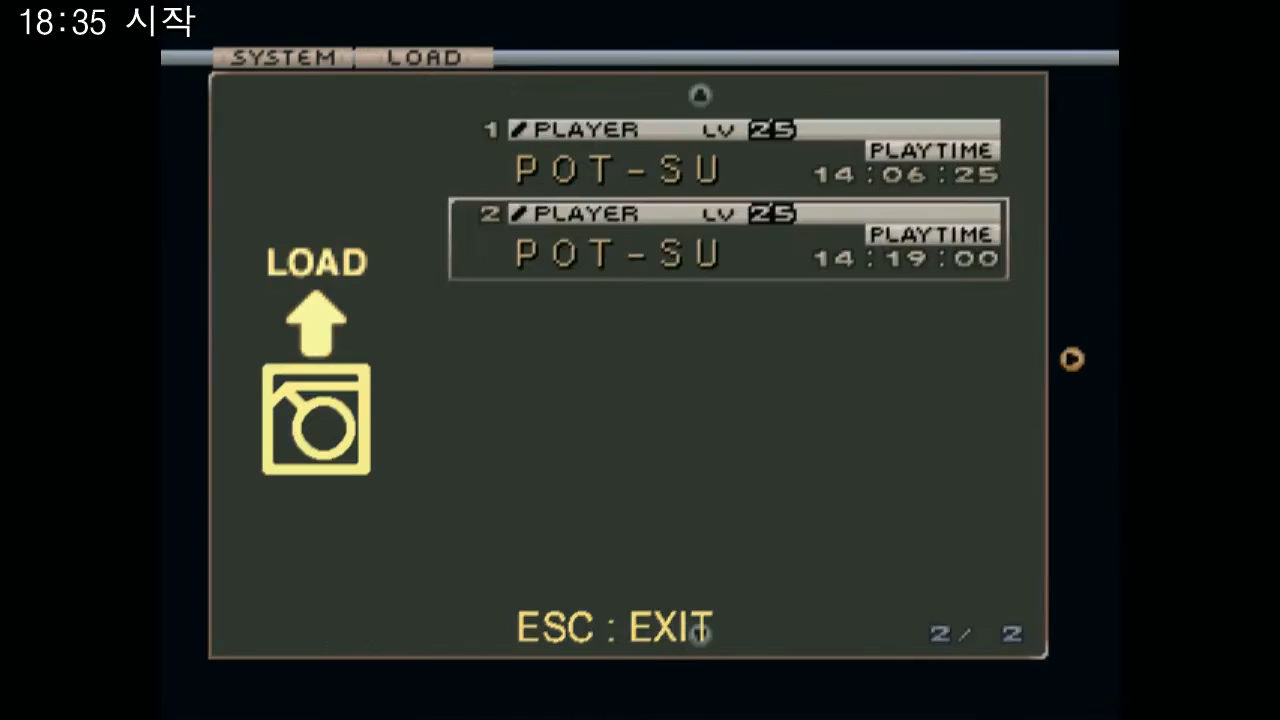 18:35 시작
SYSTEM LOAD
1 PLAYER LV 25
PLAYTIME
POT-SU 14:06:25
2 PLAYER LV 25
PLAYTIME
POT-SU 14:19:00
LOAD
ESC : EXIT
2/ 2